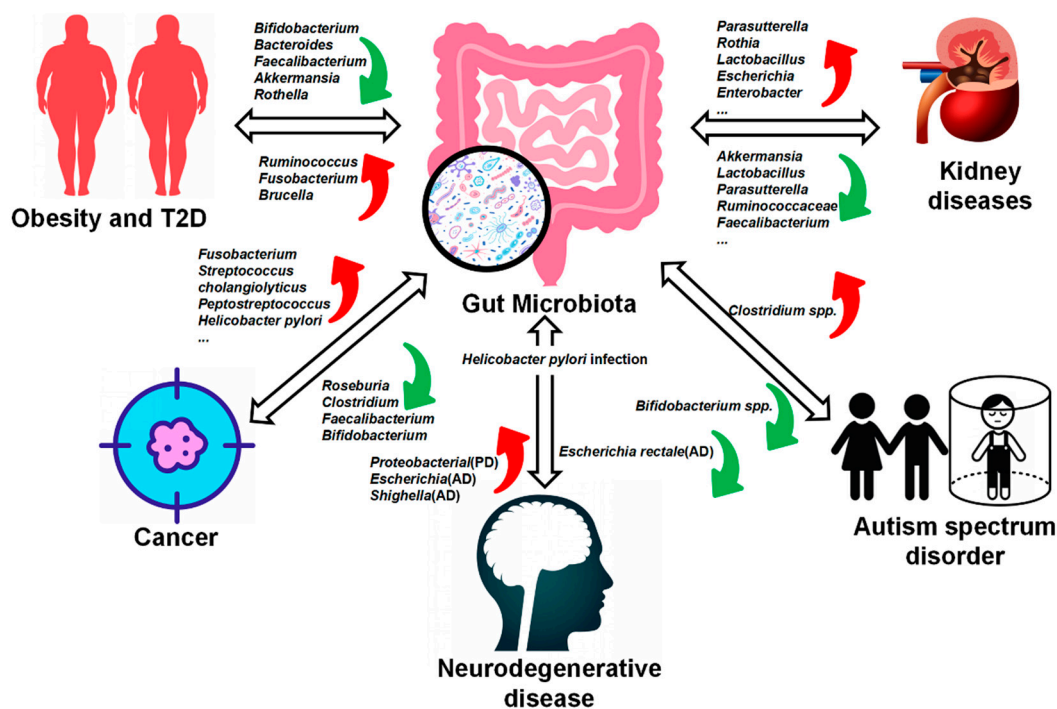 Bifidobacterium
Bacteroides
Faecalibacterium
Akkermansia
Rothella
Ruminococcus
Fusobacterium
Brucella
Obesity and T2D
Gut Microbiota
Parasutterella
Rothia
Lactobacillus
Escherichia
Enterobacter
...
Akkermansia
Lactobacillus
Parasutterella
Ruminococcaceae
Faecalibacterium
...
Kidney
diseases
Fusobacterium
Streptococcus
cholangiolyticus
Peptostreptococcus
Helicobacter pylori
...
Roseburia
Clostridium
Faecalibacterium
Bifidobacterium
Cancer
Helicobacter pylori infection
Proteobacterial(PD)
Escherichia(AD)
Shighella(AD)
Escherichia rectale(AD)
Neurodegenerative
disease
Clostridium spp.
Bifidobacterium spp.
Autism spectrum
disorder